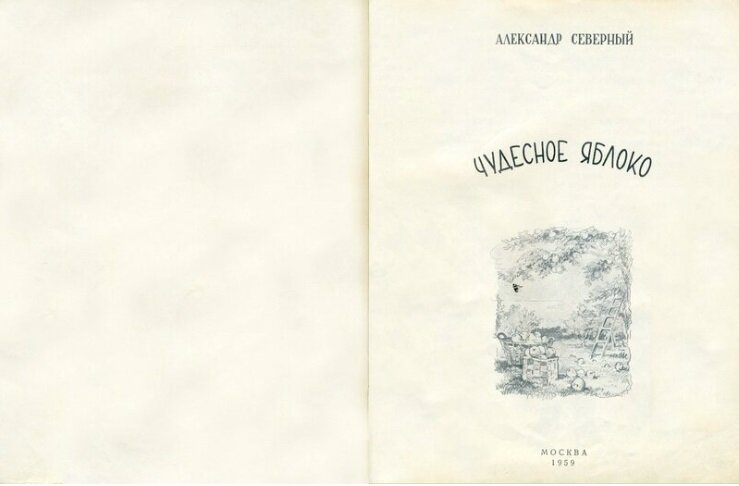 АЛЕКСАНДР СЕВЕРНЫЙ
ЧУДЕСНОЕ ЯБЛОКО
МОСКВА
1959